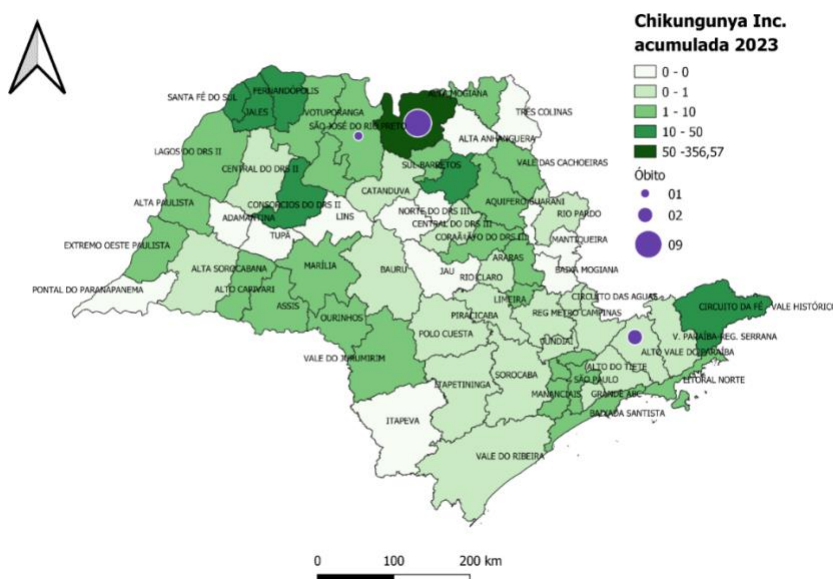 Chikungunya Inc.
acumulada 2023
0 - 0
0 - 1
1 - 10
10 - 50
50 -356,57
Óbito
01
02
09
SANTA FÉ DO SUL
FERNANDÓPOLIS
JALES
VOTUPORANGA
SÃO JOSÉ DO RIO PRETO
ALTA MOGIANA
TRÊS COLINAS
ALTA ANHANGUERA
LAGOS DO DRS II
CENTRAL DO DRS II
SUL BARRETOS
VALE DAS CACHOEIRAS
CATANDUVA
CONSORCIOS DO DRS II
AQUIFERO GUARANI
ALTA PAULISTA
ADAMANTINA
LINS
NORTE DO DRS III
RIO PARDO
TUPÃ
CENTRAL DO DRS III
EXTREMO OESTE PAULISTA
MANTIQUEIRA
ALTA SOROCABANA
MARÍLIA
BAURU
ARARAS
BAIXA MOGIANA
PONTAL DO PARANAPANEMA
ALTO CAPIVARI
JAU
RIO CLARO
ASSIS
LIMEIRA
CIRCUITO DAS AGUAS
CIRCUITO DA FÉ, VALE HISTÓRICO
OURINHOS
PIRACICABA
REG METRO CAMPINAS
POLO CUESTA
JUNDIAÍ
V. PARAÍBA-REG. SERRANA
VALE DO JURUMIRIM
ALTO VALE DO PARAÍBA
ALTO DO TIETE
SOROCABA
SÃO PAULO
LITORAL NORTE
ITAPETININGA
MANANCIAIS
GRANDE ABC
BAIXADA SANTISTA
ITAPEVA
VALE DO RIBEIRA
0 100 200 km